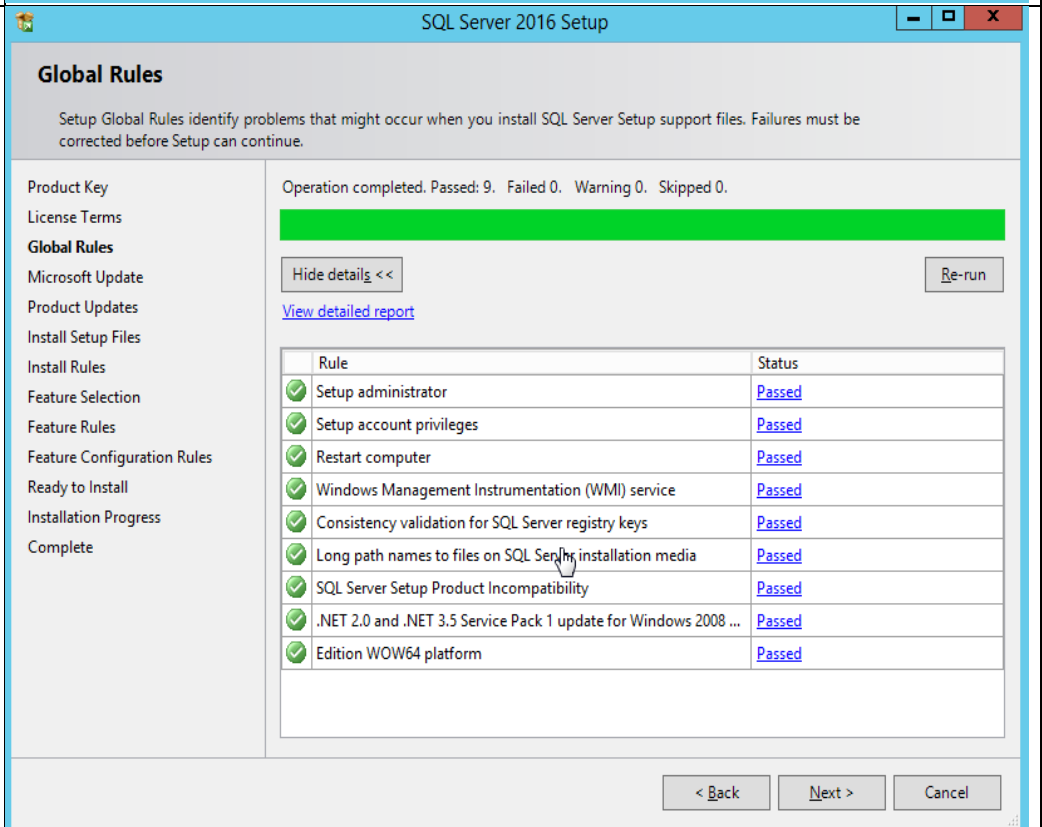 SQL Server 2016 Setup
Global Rules
Setup Global Rules identify problems that might occur when you install SQL Server Setup support files. Failures must be
corrected before Setup can continue.
Product Key
License Terms
Global Rules
Microsoft Update
Product Updates
Install Setup Files
Install Rules
Feature Selection
Feature Rules
Feature Configuration Rules
Ready to Install
Installation Progress
Complete
Operation completed. Passed: 9. Failed 0. Warning 0. Skipped 0.
Hide details <<
Re-run
View detailed report
Rule Status
Setup administrator Passed
Setup account privileges Passed
Restart computer Passed
Windows Management Instrumentation (WMI) service Passed
Consistency validation for SQL Server registry keys Passed
Long path names to files on SQL Server installation media Passed
SQL Server Setup Product Incompatibility Passed
.NET 2.0 and .NET 3.5 Service Pack 1 update for Windows 2008 ... Passed
Edition WOW64 platform Passed
< Back Next > Cancel